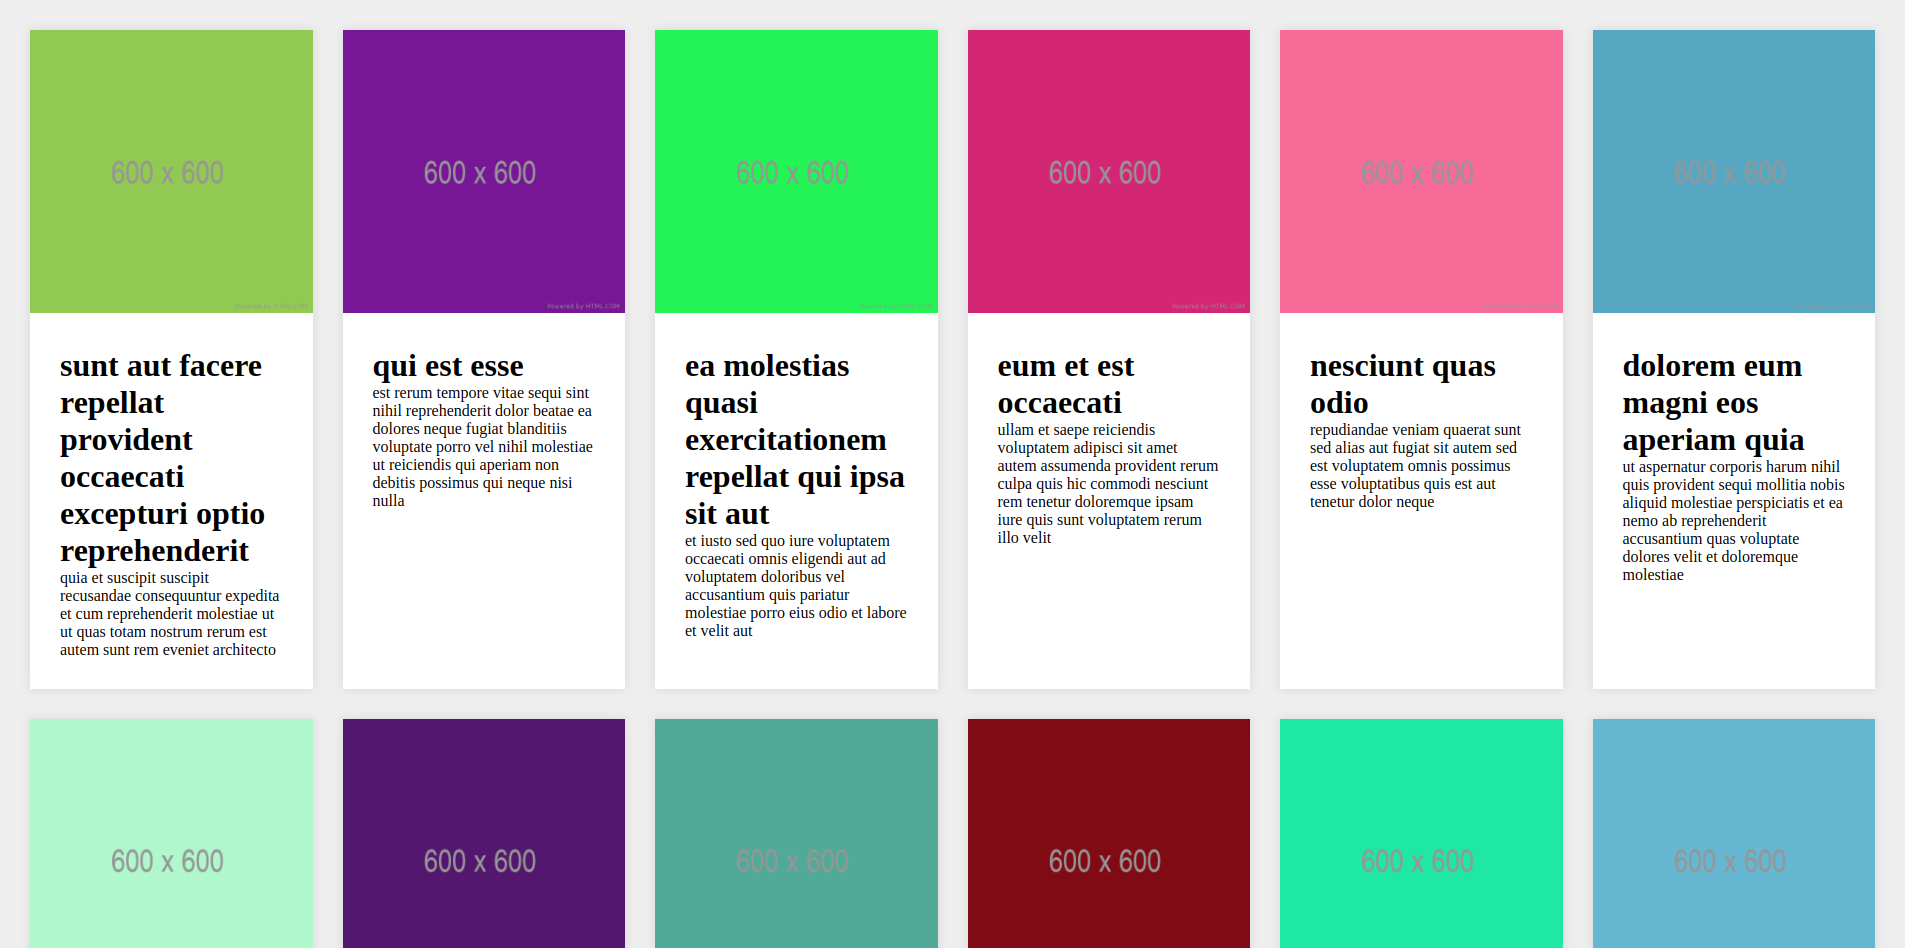 600 x 600
600 x 600
600 x 600
600 x 600
600 x 600
600 x 600
Powered by HTML.COM
Powered by HTML.COM
Powered by HTML.COM
Powered by HTML.COM
Powered by HTML.COM
Powered by HTML.COM
sunt aut facere
repellat
provident
occaecati
excepturi optio
reprehenderit
quia et suscipit suscipit
recusandae consequuntur expedita
et cum reprehenderit molestiae ut
ut quas totam nostrum rerum est
autem sunt rem eveniet architecto
qui est esse
est rerum tempore vitae sequi sint
nihil reprehenderit dolor beatae ea
dolores neque fugiat blanditiis
voluptate porro vel nihil molestiae
ut reiciendis qui aperiam non
debitis possimus qui neque nisi
nulla
ea molestias
quasi
exercitationem
repellat qui ipsa
sit aut
et iusto sed quo iure voluptatem
occaecati omnis eligendi aut ad
voluptatem doloribus vel
accusantium quis pariatur
molestiae porro eius odio et labore
et velit aut
eum et est
occaecati
ullam et saepe reiciendis
voluptatem adipisci sit amet
autem assumenda provident rerum
culpa quis hic commodi nesciunt
rem tenetur doloremque ipsam
iure quis sunt voluptatem rerum
illo velit
nesciunt quas
odio
repudiandae veniam quaerat sunt
sed alias aut fugiat sit autem sed
est voluptatem omnis possimus
esse voluptatibus quis est aut
tenetur dolor neque
dolorem eum
magni eos
aperiam quia
ut aspernatur corporis harum nihil
quis provident sequi mollitia nobis
aliquid molestiae perspiciatis et ea
nemo ab reprehenderit
accusantium quas voluptate
dolores velit et doloremque
molestiae
600 x 600
600 x 600
600 x 600
600 x 600
600 x 600
600 x 600